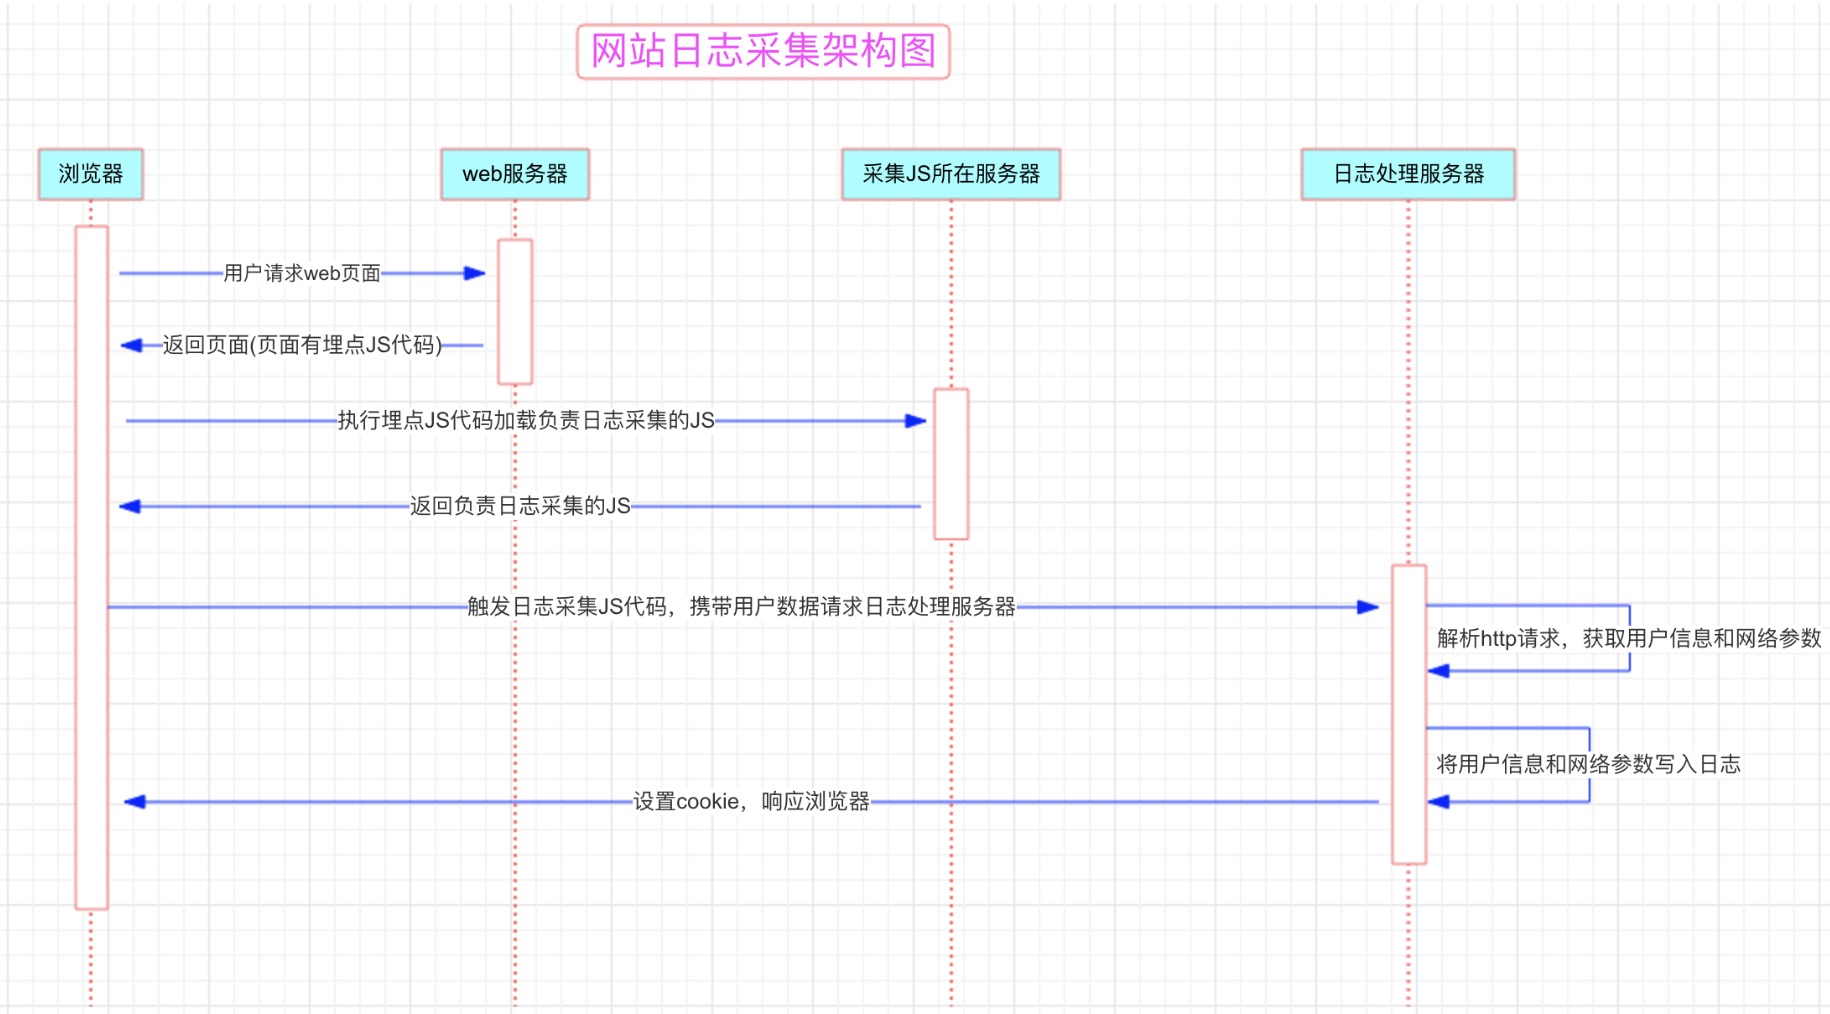 网站日志采集架构图
浏览器
web服务器
采集JS所在服务器
日志处理服务器
用户请求web页面
返回页面(页面有埋点JS代码)
执行埋点JS代码加载负责日志采集的JS
返回负责日志采集的JS
触发日志采集JS代码，携带用户数据请求日志处理服务器
解析http请求，获取用户信息和网络参数
将用户信息和网络参数写入日志
设置cookie，响应浏览器